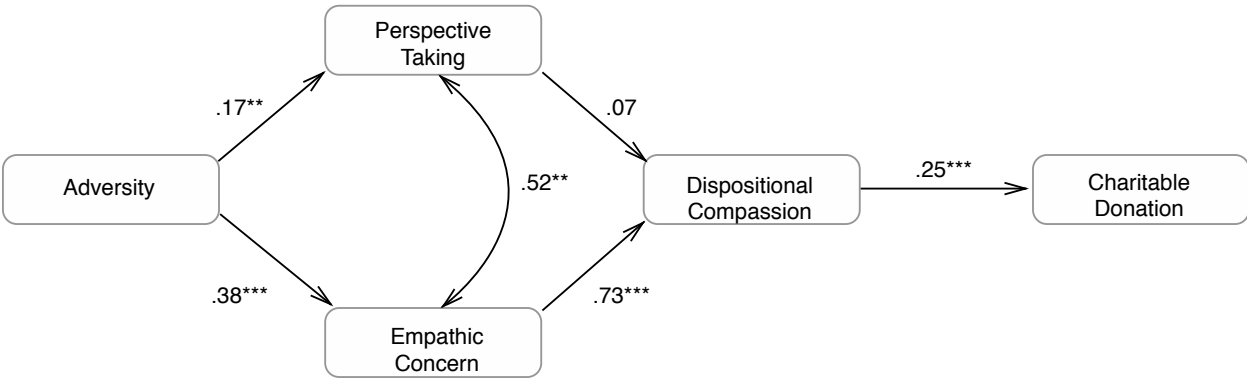 Perspective
Taking
.17**
.07
Adversity
.52**
Dispositional
Compassion
.25***
Charitable
Donation
.38***
.73***
Empathic
Concern